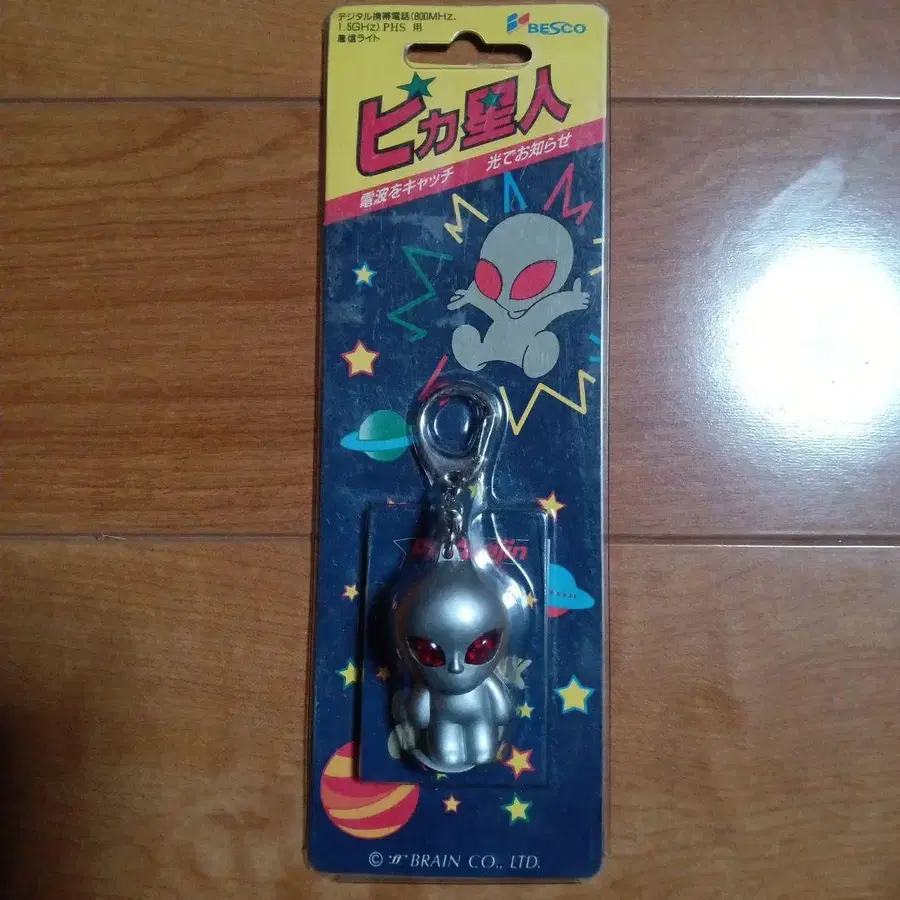 デジタル携帯電話(800MHz、
1.5GHz) PHS 用
着信ライト
BESCO
ピカ星人
電波をキャッチ 光でお知らせ
© ff BRAIN CO., LTD.